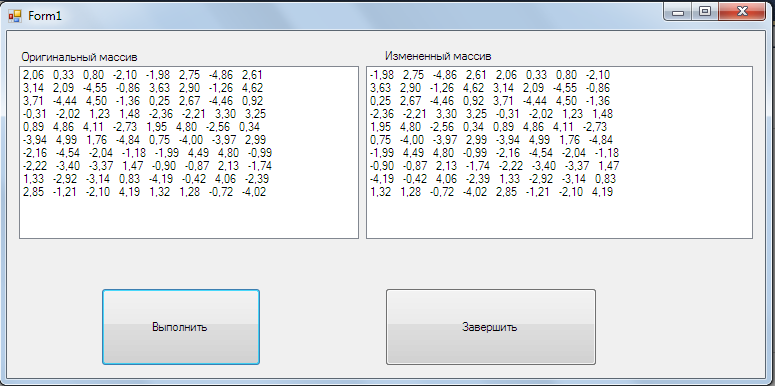 Form1
Оригинальный массив
2,06 0,33 0,80 -2,10 -1,98 2,75 -4,86 2,61
3,14 2,09 -4,55 -0,86 3,63 2,90 -1,26 4,62
3,71 -4,44 4,50 -1,36 0,25 2,67 -4,46 0,92
-0,31 -2,02 1,23 1,48 -2,36 -2,21 3,30 3,25
0,89 4,86 4,11 -2,73 1,95 4,80 -2,56 0,34
-3,94 4,99 1,76 -4,84 0,75 -4,00 -3,97 2,99
-2,16 -4,54 -2,04 -1,18 -1,99 4,49 4,80 -0,99
-2,22 -3,40 -3,37 1,47 -0,90 -0,87 2,13 -1,74
1,33 -2,92 -3,14 0,83 -4,19 -0,42 4,06 -2,39
2,85 -1,21 -2,10 4,19 1,32 1,28 -0,72 -4,02
Измененный массив
-1,98 2,75 -4,86 2,61 2,06 0,33 0,80 -2,10
3,63 2,90 -1,26 4,62 3,14 2,09 -4,55 -0,86
0,25 2,67 -4,46 0,92 3,71 -4,44 4,50 -1,36
-2,36 -2,21 3,30 3,25 -0,31 -2,02 1,23 1,48
1,95 4,80 -2,56 0,34 0,89 4,86 4,11 -2,73
0,75 -4,00 -3,97 2,99 -3,94 4,99 1,76 -4,84
-1,99 4,49 4,80 -0,99 -2,16 -4,54 -2,04 -1,18
-0,90 -0,87 2,13 -1,74 -2,22 -3,40 -3,37 1,47
-4,19 -0,42 4,06 -2,39 1,33 -2,92 -3,14 0,83
1,32 1,28 -0,72 -4,02 2,85 -1,21 -2,10 4,19
Выполнить
Завершить